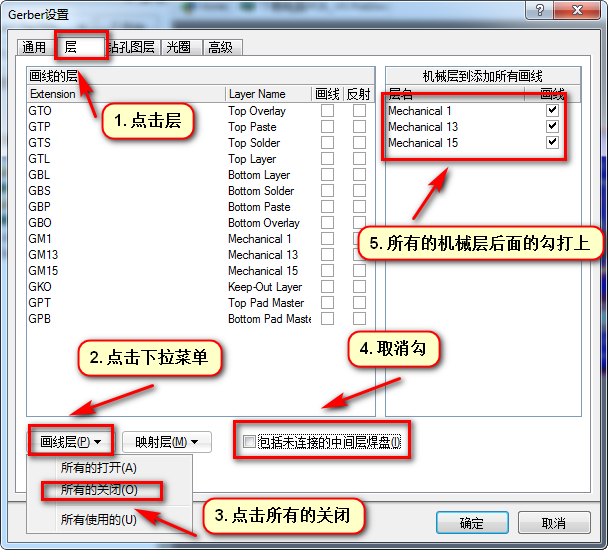 Gerber设置
通用 层 钻孔图层 光圈 高级
画线的层
Extension Layer Name 画线 反射
GTO Top Overlay
GTP Top Paste
GTS Top Solder
GTL Top Layer
GBL Bottom Layer
GBS Bottom Solder
GBP Bottom Paste
GBO Bottom Overlay
GM1 Mechanical 1
GM13 Mechanical 13
GM15 Mechanical 15
GKO Keep-Out Layer
GPT Top Pad Master
GPB Bottom Pad Maste
机械层到添加所有画线
层名 画线
Mechanical 1
Mechanical 13
Mechanical 15
1. 点击层
5. 所有的机械层后面的勾打上
2. 点击下拉菜单
4. 取消勾
画线层(P) 映射层(M) 包括未连接的中间层焊盘(I)
所有的打开(A)
所有的关闭(O)
所有使用的(U)
3. 点击所有的关闭
确定 取消